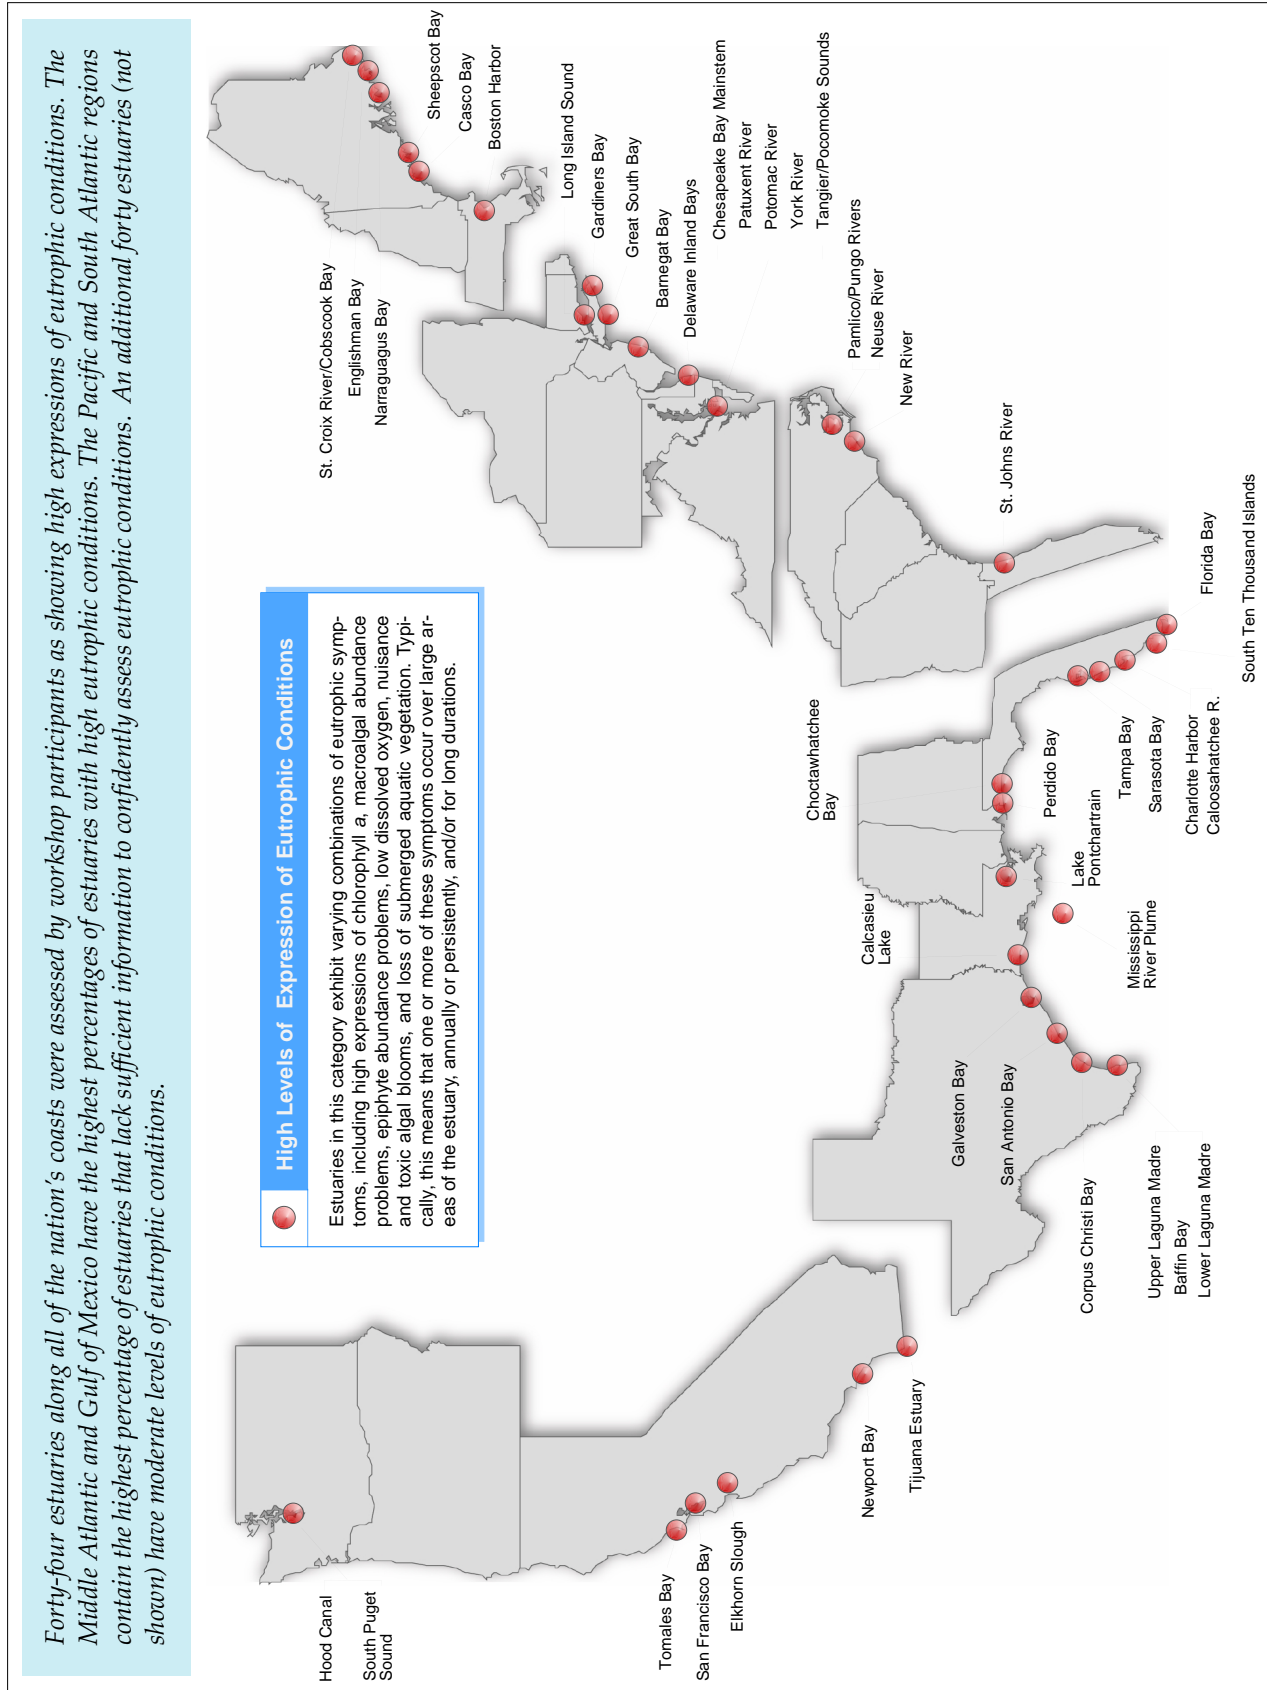 Forty-four estuaries along all of the nation's coasts were assessed by workshop participants as showing high expressions of eutrophic conditions. The
Middle Atlantic and Gulf of Mexico have the highest percentages of estuaries with high eutrophic conditions. The Pacific and South Atlantic regions
contain the highest percentage of estuaries that lack sufficient information to confidently assess eutrophic conditions. An additional forty estuaries (not
shown) have moderate levels of eutrophic conditions.
High Levels of Expression of Eutrophic Conditions
Estuaries in this category exhibit varying combinations of eutrophic symp-
toms, including high expressions of chlorophyll a, macroalgal abundance
problems, epiphyte abundance problems, low dissolved oxygen, nuisance
and toxic algal blooms, and loss of submerged aquatic vegetation. Typi-
cally, this means that one or more of these symptoms occur over large ar-
eas of the estuary, annually or persistently, and/or for long durations.
Hood Canal
South Puget
Sound
Tomales Bay
San Francisco Bay
Elkhorn Slough
Newport Bay
Tijuana Estuary
Galveston Bay
San Antonio Bay
Corpus Christi Bay
Upper Laguna Madre
Baffin Bay
Lower Laguna Madre
Calcasieu
Lake
Mississippi
River Plume
Lake
Pontchartrain
Choctawhatchee
Bay
Perdido Bay
Tampa Bay
Sarasota Bay
Charlotte Harbor
Caloosahatchee R.
South Ten Thousand Islands
Florida Bay
St. Croix River/Cobscook Bay
Englishman Bay
Narraguagus Bay
Sheepscot Bay
Casco Bay
Boston Harbor
Long Island Sound
Gardiners Bay
Great South Bay
Barnegat Bay
Delaware Inland Bays
Chesapeake Bay Mainstem
Patuxent River
Potomac River
York River
Tangier/Pocomoke Sounds
Pamlico/Pungo Rivers
Neuse River
New River
St. Johns River